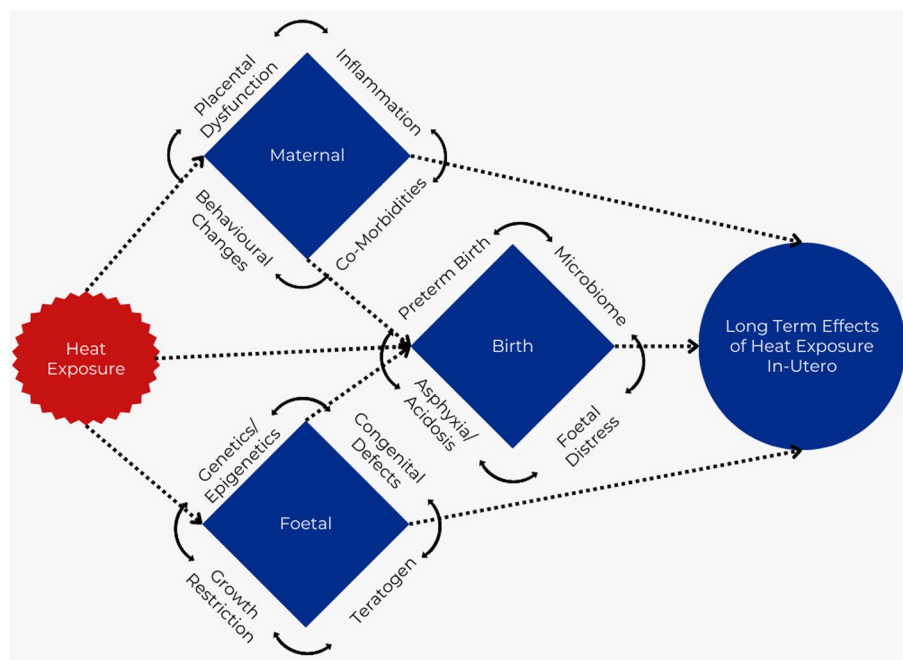 Placental
Dysfunction
Inflammation
Maternal
Behavioural
Changes
Co-Morbidities
Heat
Exposure
Preterm Birth
Microbiome
Birth
Asphyxia/
Acidosis
Foetal
Distress
Long Term Effects
of Heat Exposure
In-Utero
Genetics/
Epigenetics
Congenital
Defects
Foetal
Growth
Restriction
Teratogen